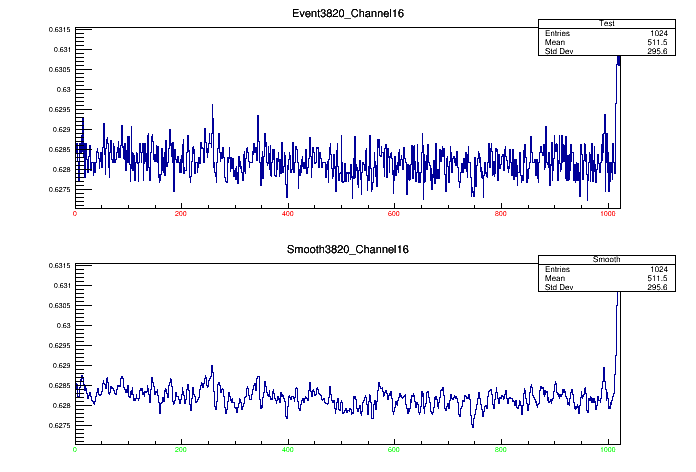 Event3820_Channel16
Test
Entries 1024
Mean 511.5
Std Dev 295.6
0.6315
0.631
0.6305
0.63
0.6295
0.629
0.6285
0.628
0.6275
0 200 400 600 800 1000
Smooth3820_Channel16
Smooth
Entries 1024
Mean 511.5
Std Dev 295.6
0.6315
0.631
0.6305
0.63
0.6295
0.629
0.6285
0.628
0.6275
0 200 400 600 800 1000